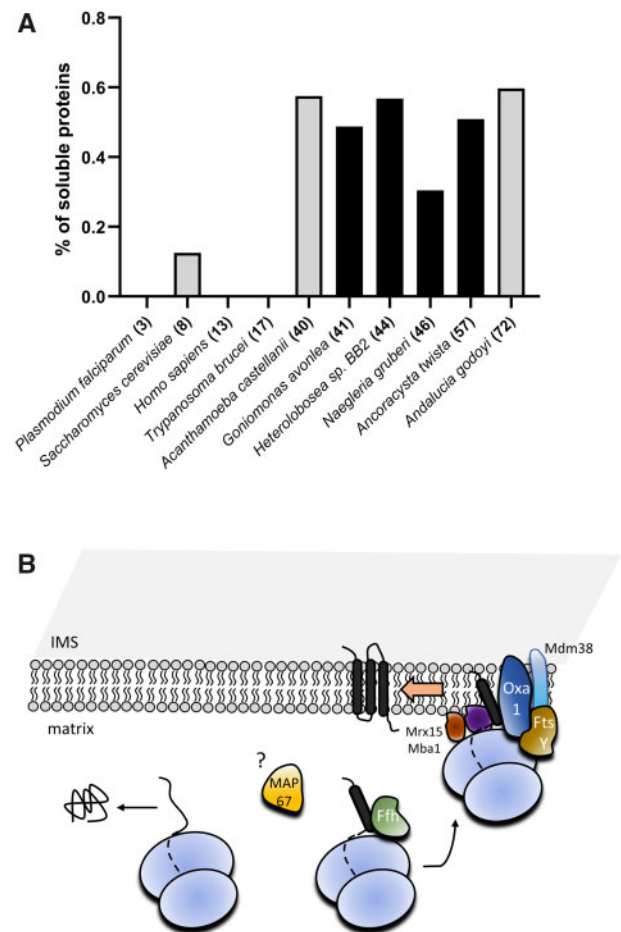 A
0.8
0.6
0.4
0.2
0.0
% of soluble proteins
Plasmodium falciparum (3)
Saccharomyces cerevisiae (8)
Homo sapiens (13)
Trypanosoma brucei (17)
Acanthamoeba castellanii (40)
Goniomonas avonlea (41)
Heterolobosea sp. BB2 (44)
Naegleria gruberi (46)
Ancoracysta twista (57)
Andalucia godoyi (72)
B
IMS
Mdm38
Oxa
1
matrix
Mrx15
Mba1
Fts
Y
?
MAP
67
Ffh